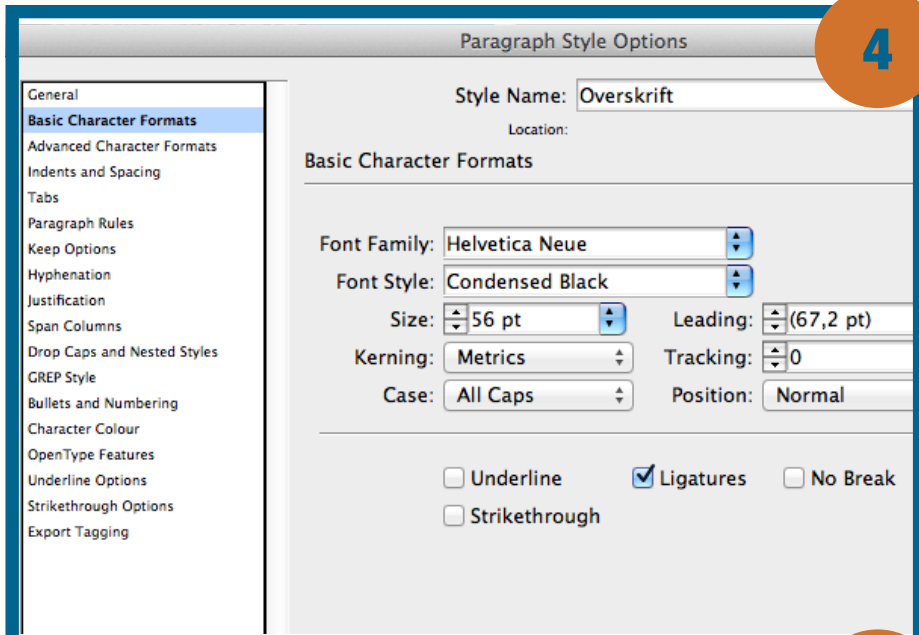 Paragraph Style Options
4
General
Basic Character Formats
Advanced Character Formats
Indents and Spacing
Tabs
Paragraph Rules
Keep Options
Hyphenation
Justification
Span Columns
Drop Caps and Nested Styles
GREP Style
Bullets and Numbering
Character Colour
OpenType Features
Underline Options
Strikethrough Options
Export Tagging
Style Name: Overskrift
Location:
Basic Character Formats
Font Family: Helvetica Neue
Font Style: Condensed Black
Size: 56 pt Leading: (67,2 pt)
Kerning: Metrics Tracking: 0
Case: All Caps Position: Normal
Underline Ligatures No Break
Strikethrough